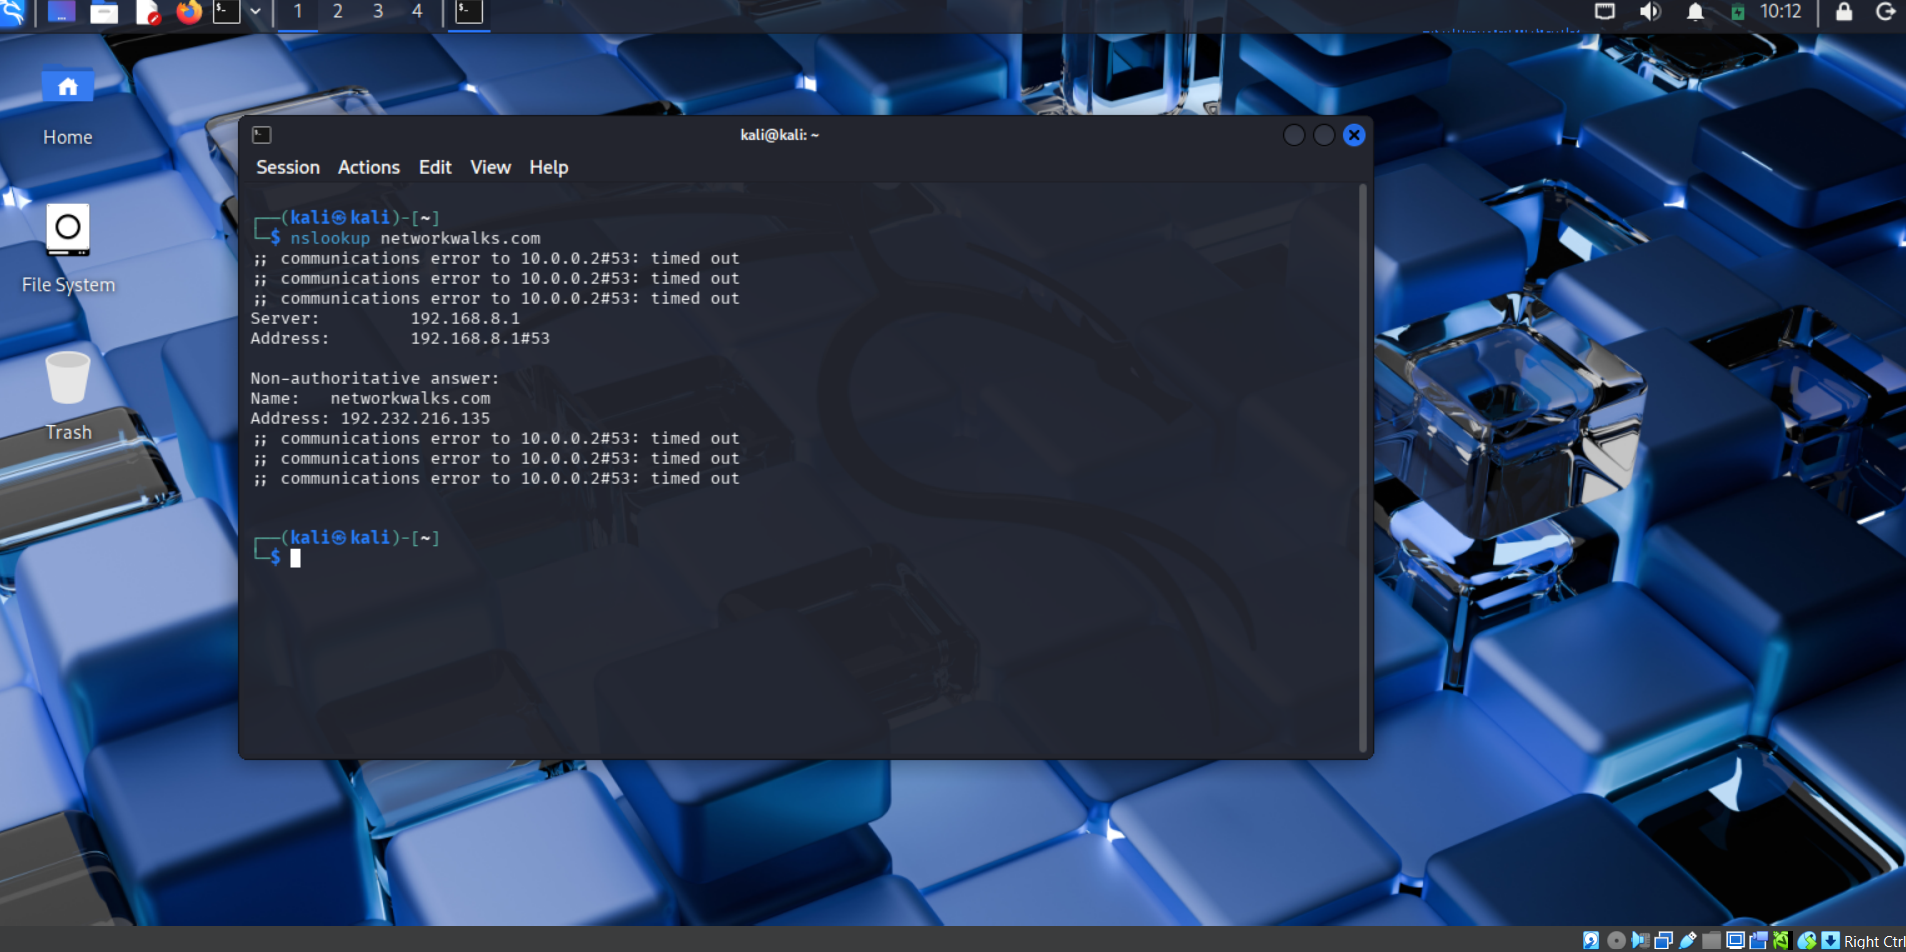 1 2 3 4 10:12
Home
File System
Trash
kali@kali: ~
Session Actions Edit View Help
┌──(kali㉿kali)-[~]
└─$ nslookup networkwalks.com
;; communications error to 10.0.0.2#53: timed out
;; communications error to 10.0.0.2#53: timed out
;; communications error to 10.0.0.2#53: timed out
Server:         192.168.8.1
Address:        192.168.8.1#53
Non-authoritative answer:
Name:   networkwalks.com
Address: 192.232.216.135
;; communications error to 10.0.0.2#53: timed out
;; communications error to 10.0.0.2#53: timed out
;; communications error to 10.0.0.2#53: timed out
┌──(kali㉿kali)-[~]
└─$
Right Ctrl